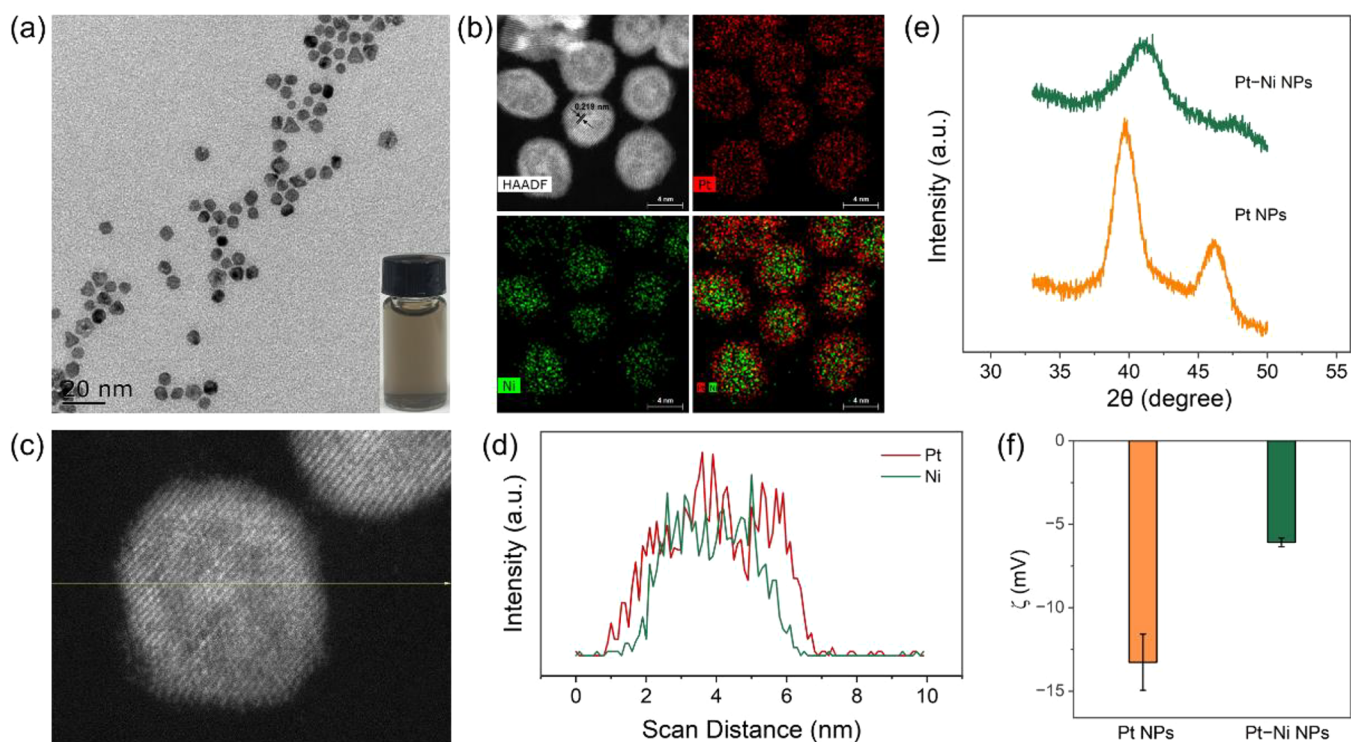 (a)
20 nm
(b)
0.219 nm
HAADF
4 nm
Pt
4 nm
Ni
4 nm
Ni
4 nm
(e)
Pt−Ni NPs
Pt NPs
Intensity (a.u.)
30 35 40 45 50 55
2θ (degree)
(c)
(d)
Pt
Ni
Intensity (a.u.)
0 2 4 6 8 10
Scan Distance (nm)
(f)
0
−5
−10
−15
ζ (mV)
Pt NPs Pt−Ni NPs